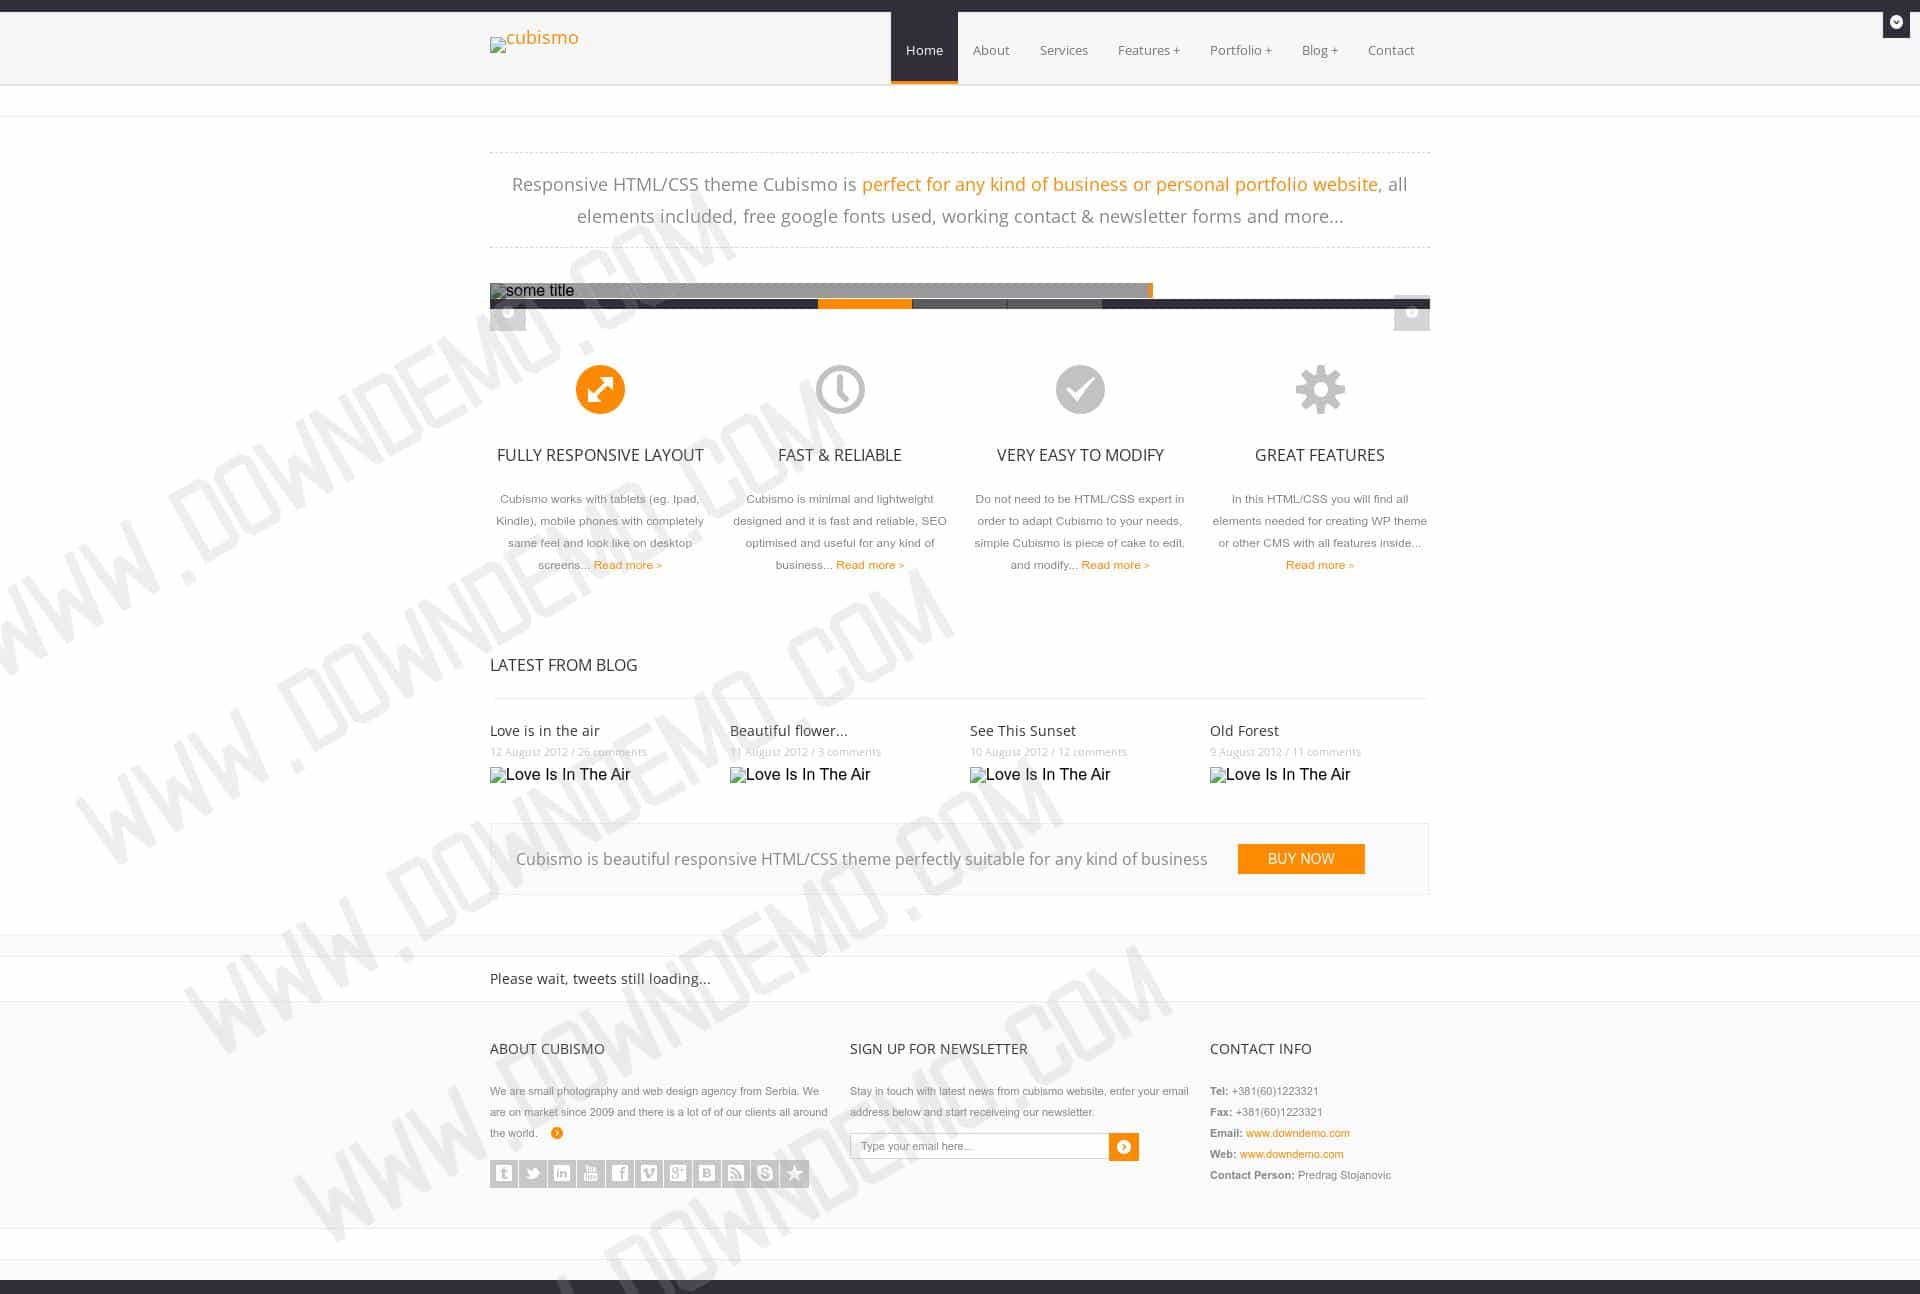 cubismo
Home About Services Features + Portfolio + Blog + Contact
Responsive HTML/CSS theme Cubismo is perfect for any kind of business or personal portfolio website, all
elements included, free google fonts used, working contact & newsletter forms and more...
some title
FULLY RESPONSIVE LAYOUT
Cubismo works with tablets (eg. Ipad,
Kindle), mobile phones with completely
same feel and look like on desktop
screens... Read more >
FAST & RELIABLE
Cubismo is minimal and lightweight
designed and it is fast and reliable, SEO
optimised and useful for any kind of
business... Read more >
VERY EASY TO MODIFY
Do not need to be HTML/CSS expert in
order to adapt Cubismo to your needs,
simple Cubismo is piece of cake to edit.
and modify... Read more >
GREAT FEATURES
In this HTML/CSS you will find all
elements needed for creating WP theme
or other CMS with all features inside...
Read more >
LATEST FROM BLOG
Love is in the air
12 August 2012 / 26 comments
Love Is In The Air
Beautiful flower...
11 August 2012 / 3 comments
Love Is In The Air
See This Sunset
10 August 2012 / 12 comments
Love Is In The Air
Old Forest
9 August 2012 / 11 comments
Love Is In The Air
Cubismo is beautiful responsive HTML/CSS theme perfectly suitable for any kind of business
BUY NOW
Please wait, tweets still loading...
ABOUT CUBISMO
We are small photography and web design agency from Serbia. We
are on market since 2009 and there is a lot of of our clients all around
the world.
SIGN UP FOR NEWSLETTER
Stay in touch with latest news from cubismo website, enter your email
address below and start receiveing our newsletter.
Type your email here...
CONTACT INFO
Tel: +381(60)1223321
Fax: +381(60)1223321
Email: www.downdemo.com
Web: www.downdemo.com
Contact Person: Predrag Stojanovic
WWW.DOWNDEMO.COM
WWW.DOWNDEMO.COM
WWW.DOWNDEMO.COM
WWW.DOWNDEMO.COM
.DOWNDEMO.COM